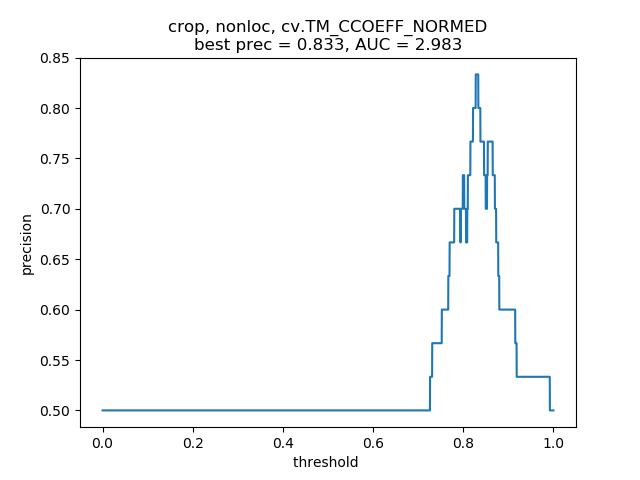 crop, nonloc, cv.TM_CCOEFF_NORMED
best prec = 0.833, AUC = 2.983
0.85
0.80
0.75
0.70
0.65
0.60
0.55
0.50
precision
0.0 0.2 0.4 0.6 0.8 1.0
threshold